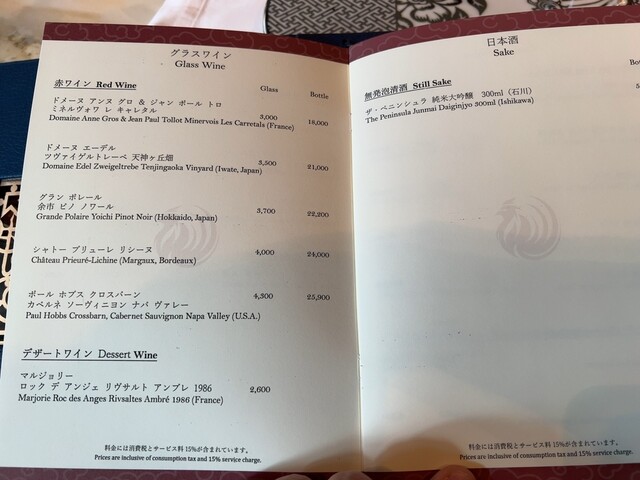 グラスワイン
Glass Wine
赤ワイン Red Wine
Glass
Bottle
ドメーヌ アンヌ グロ & ジャン ポール トロ
ミネルヴォワ レ キャレタル
Domaine Anne Gros & Jean Paul Tollot Minervois Les Carretals (France)
3,000
18,000
ドメーヌ エーデル
ツヴァイゲルトレーベ 天神ヶ丘畑
Domaine Edel Zweigeltrebe Tenjingaoka Vinyard (Iwate, Japan)
3,500
21,000
グラン ポレール
余市 ピノ ノワール
Grande Polaire Yoichi Pinot Noir (Hokkaido, Japan)
3,700
22,200
シャトー プリューレ リシーヌ
Château Prieuré-Lichine (Margaux, Bordeaux)
4,000
24,000
ポール ホブス クロスバーン
カベルネ ソーヴィニヨン ナパ ヴァレー
Paul Hobbs Crossbarn, Cabernet Sauvignon Napa Valley (U.S.A.)
4,300
25,900
デザートワイン Dessert Wine
マルジョリー
ロック デ アンジェ リヴサルト アンブレ 1986
Marjorie Roc des Anges Rivsaltes Ambré 1986 (France)
2,600
料金には消費税とサービス料 15%が含まれています。
Prices are inclusive of consumption tax and 15% service charge.
日本酒
Sake
無発泡清酒 Still Sake
ザ・ペニンシュラ 純米大吟醸 300ml（石川）
The Peninsula Junmai Daiginjyo 300ml (Ishikawa)
料金には消費税とサービス料 15%が含まれています。
Prices are inclusive of consumption tax and 15% service charge.